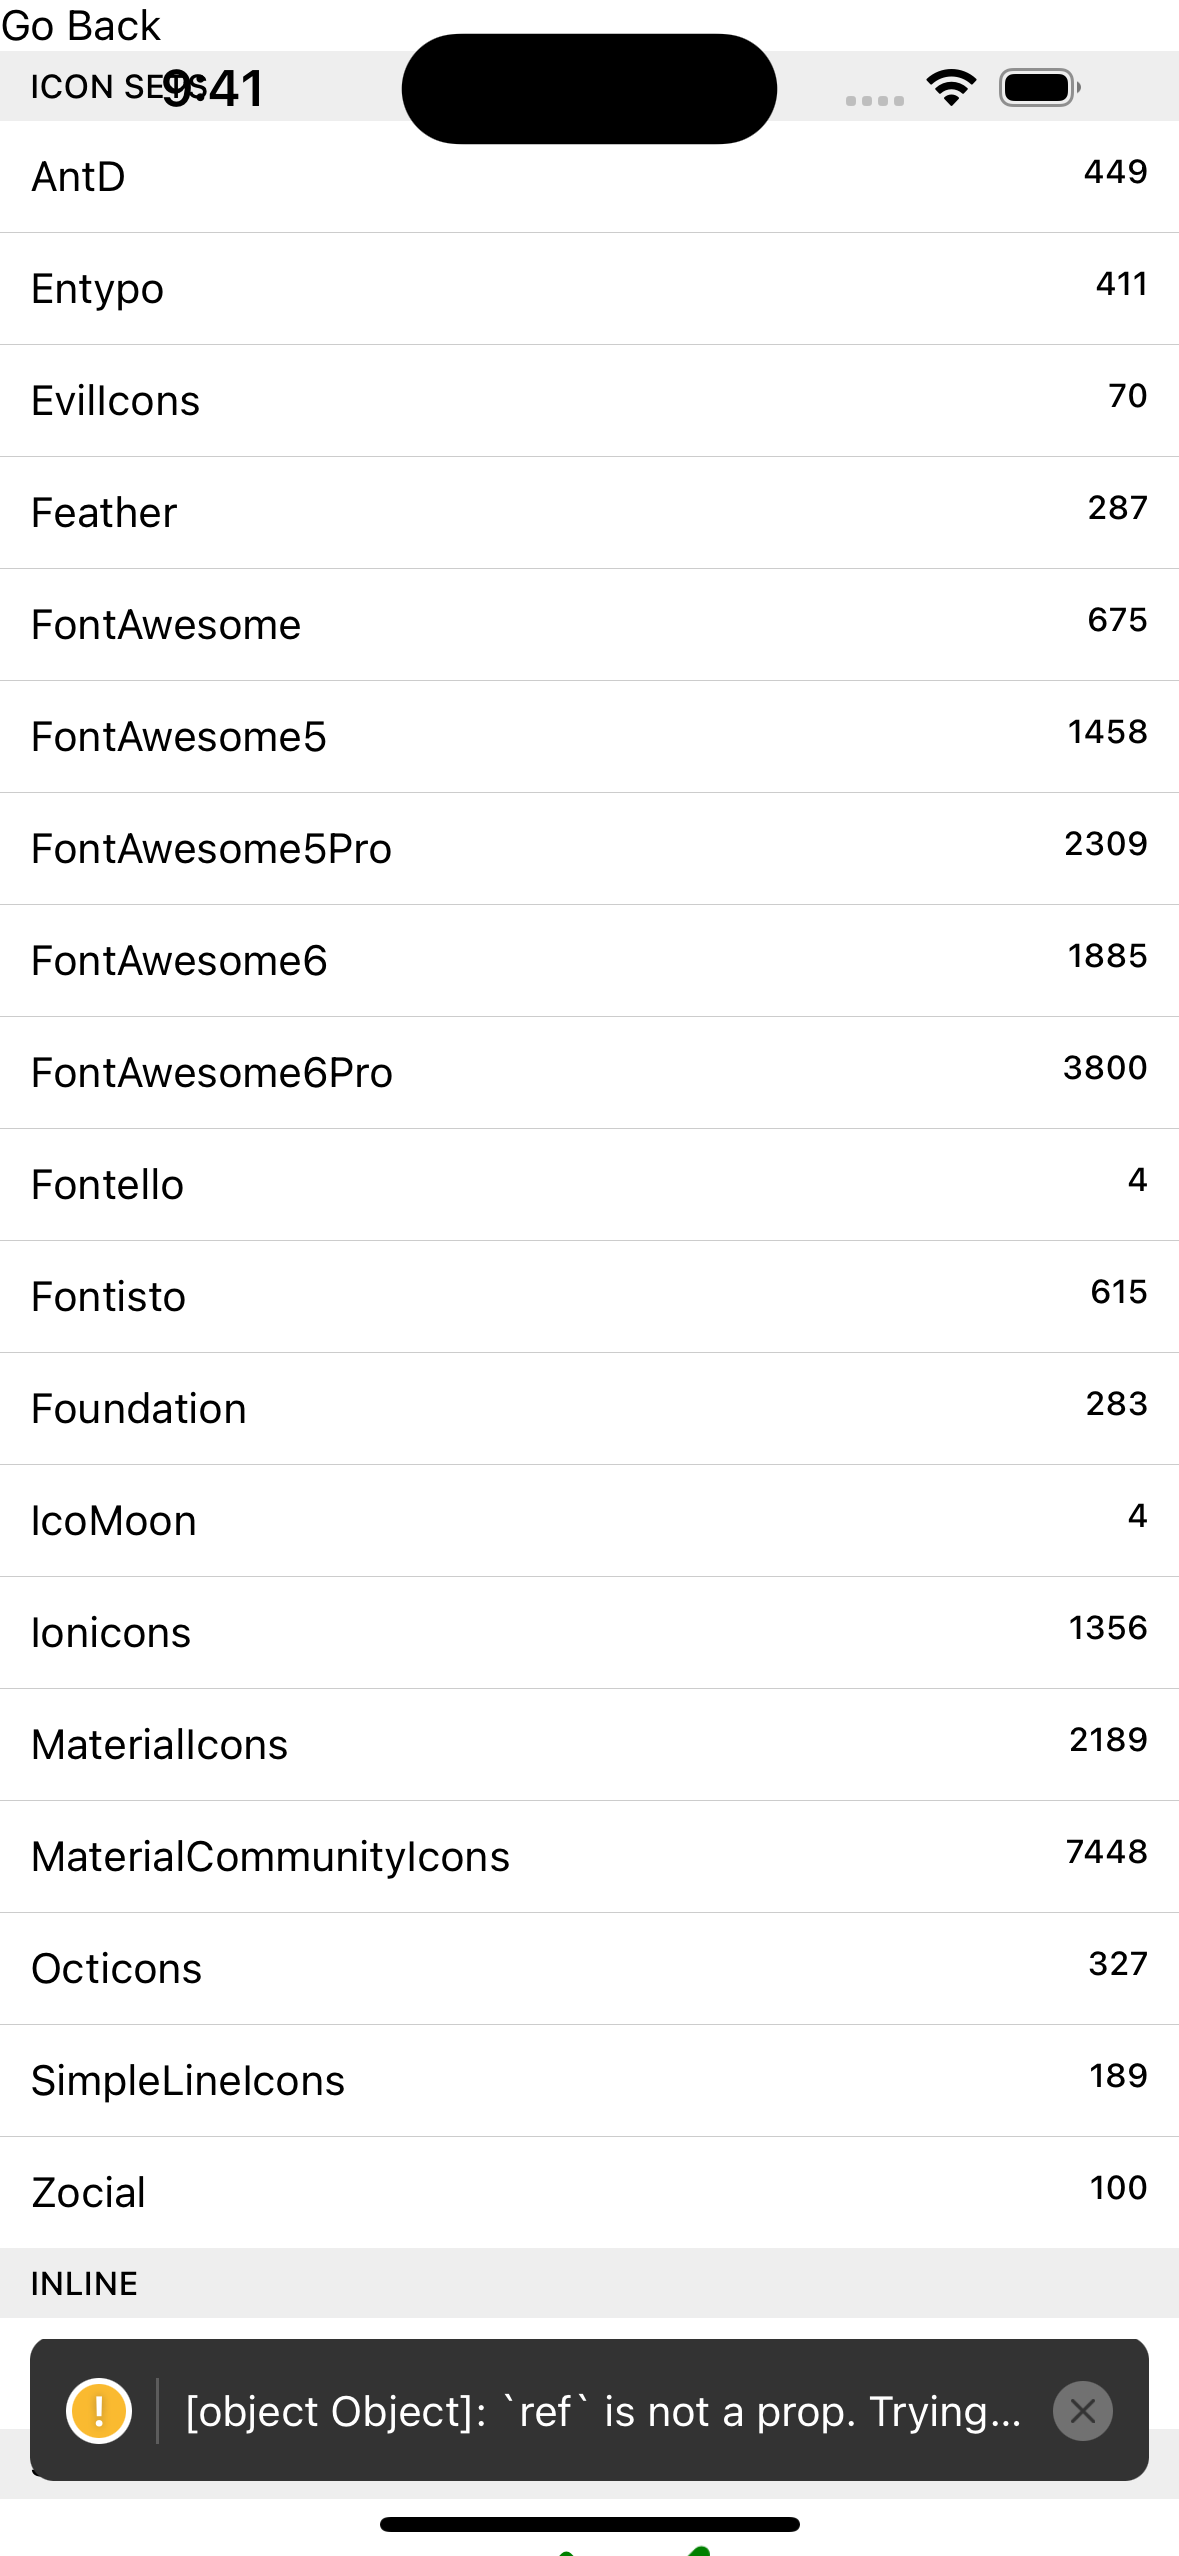 Go Back
ICON SETS
9:41
AntD 449
Entypo 411
EvilIcons 70
Feather 287
FontAwesome 675
FontAwesome5 1458
FontAwesome5Pro 2309
FontAwesome6 1885
FontAwesome6Pro 3800
Fontello 4
Fontisto 615
Foundation 283
IcoMoon 4
Ionicons 1356
MaterialIcons 2189
MaterialCommunityIcons 7448
Octicons 327
SimpleLineIcons 189
Zocial 100
INLINE
[object Object]: `ref` is not a prop. Trying...